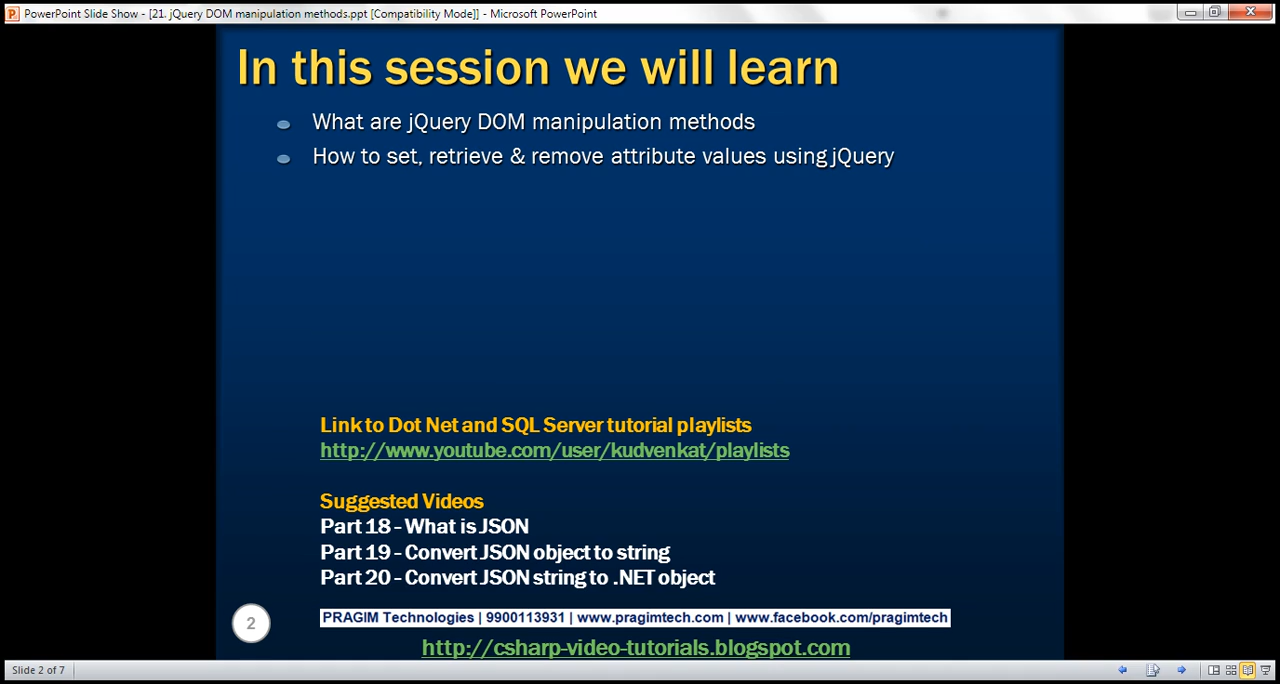 PowerPoint Slide Show - [21. jQuery DOM manipulation methods.ppt [Compatibility Mode]] - Microsoft PowerPoint
In this session we will learn
What are jQuery DOM manipulation methods
How to set, retrieve & remove attribute values using jQuery
Link to Dot Net and SQL Server tutorial playlists
http://www.youtube.com/user/kudvenkat/playlists
Suggested Videos
Part 18 - What is JSON
Part 19 - Convert JSON object to string
Part 20 - Convert JSON string to .NET object
2
PRAGIM Technologies | 9900113931 | www.pragimtech.com | www.facebook.com/pragimtech
http://csharp-video-tutorials.blogspot.com
Slide 2 of 7